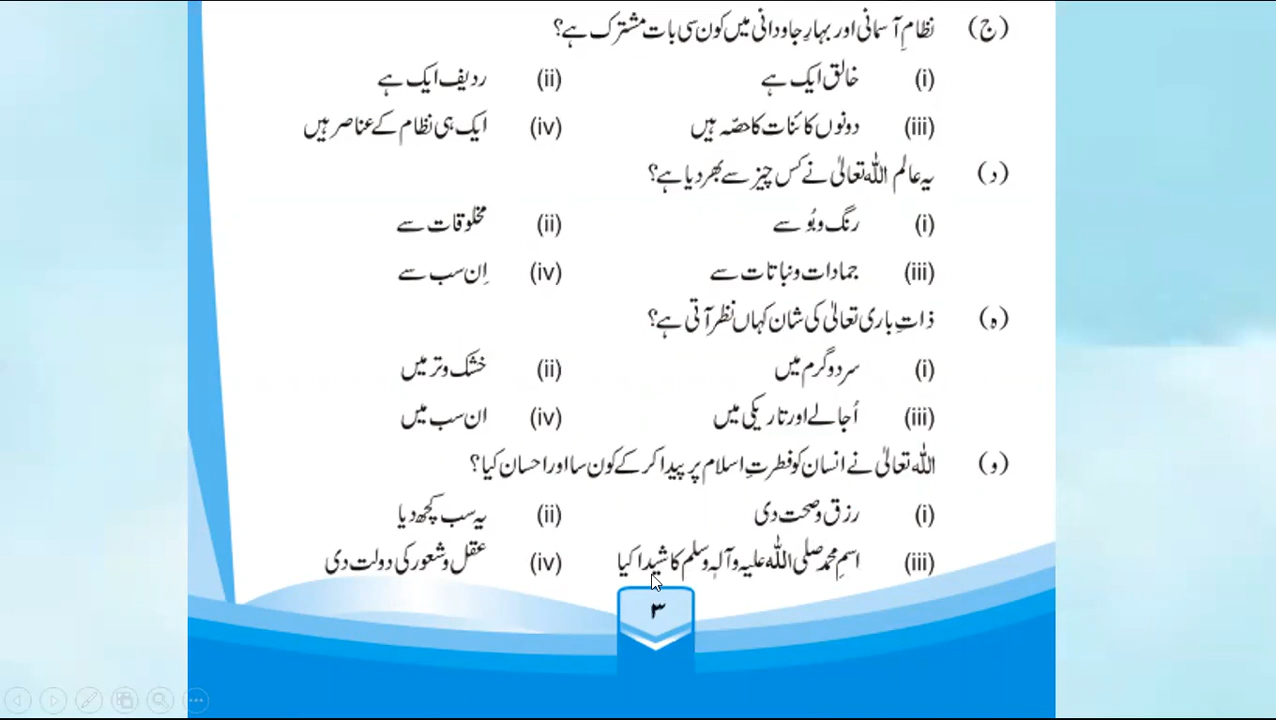 (ج) نظامِ آسمانی اور بہارِ جاودانی میں کون سی بات مشترک ہے؟
(i) خالق ایک ہے (ii) ردیف ایک ہے
(iii) دونوں کائنات کا حصّہ ہیں (iv) ایک ہی نظام کے عناصر ہیں
(د) یہ عالم اللہ تعالیٰ نے کس چیز سے بھر دیا ہے؟
(i) رنگ و بُو سے (ii) مخلوقات سے
(iii) جمادات و نباتات سے (iv) اِن سب سے
(ہ) ذاتِ باری تعالیٰ کی شان کہاں نظر آتی ہے؟
(i) سرد و گرم میں (ii) خشک و تر میں
(iii) اُجالے اور تاریکی میں (iv) ان سب میں
(و) اللہ تعالیٰ نے انسان کو فطرتِ اسلام پر پیدا کر کے کون سا اور احسان کیا؟
(i) رزق و صحت دی (ii) یہ سب کچھ دیا
(iii) اسمِ محمد صلی اللہ علیہ وآلہٖ وسلم کا شیدا کیا (iv) عقل و شعور کی دولت دی
۳